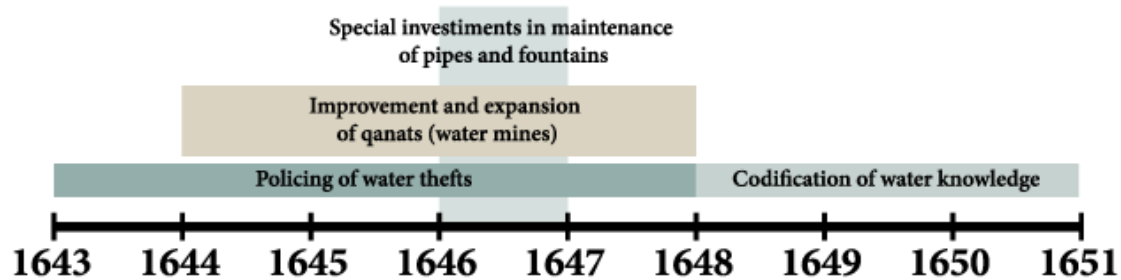 Special investiments in maintenance
of pipes and fountains
Improvement and expansion
of qanats (water mines)
Policing of water thefts
Codification of water knowledge
1643 1644 1645 1646 1647 1648 1649 1650 1651